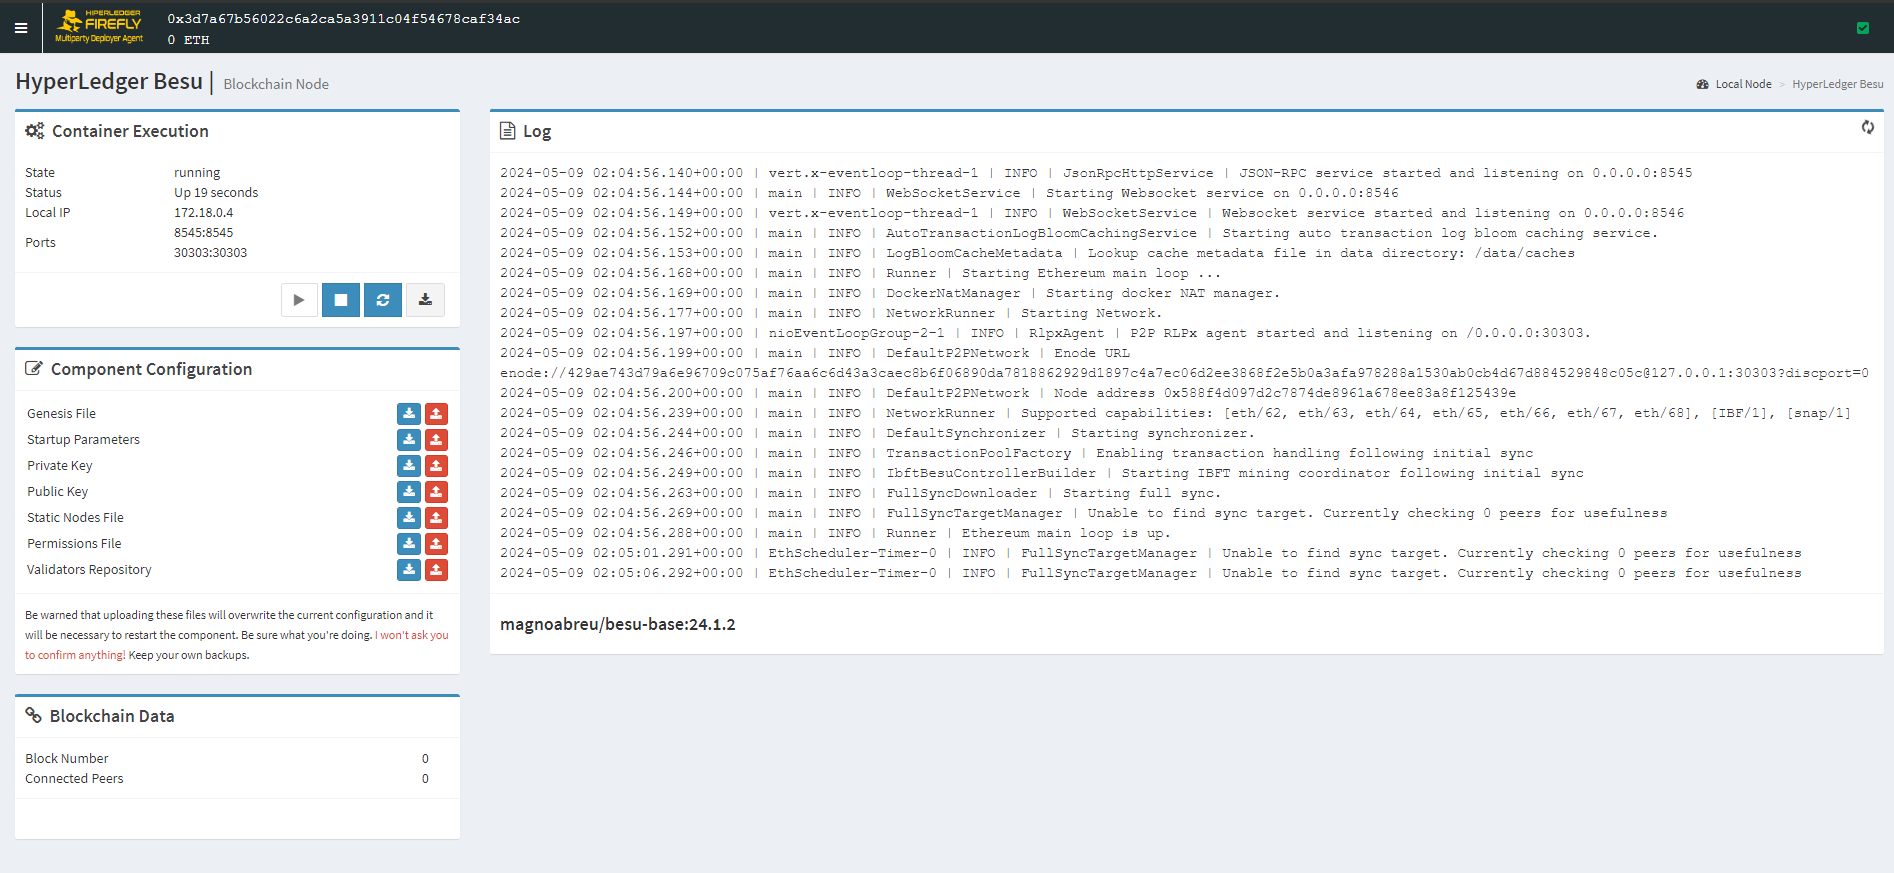 HIPERLEDGER
FIREFLY
Multiparty Deployer Agent
0x3d7a67b56022c6a2ca5a3911c04f54678caf34ac
0 ETH
HyperLedger Besu | Blockchain Node
Local Node > HyperLedger Besu
Container Execution
State running
Status Up 19 seconds
Local IP 172.18.0.4
Ports 8545:8545
30303:30303
Component Configuration
Genesis File
Startup Parameters
Private Key
Public Key
Static Nodes File
Permissions File
Validators Repository
Be warned that uploading these files will overwrite the current configuration and it
will be necessary to restart the component. Be sure what you're doing. I won't ask you
to confirm anything! Keep your own backups.
Blockchain Data
Block Number 0
Connected Peers 0
Log
2024-05-09 02:04:56.140+00:00 | vert.x-eventloop-thread-1 | INFO | JsonRpcHttpService | JSON-RPC service started and listening on 0.0.0.0:8545
2024-05-09 02:04:56.144+00:00 | main | INFO | WebSocketService | Starting Websocket service on 0.0.0.0:8546
2024-05-09 02:04:56.149+00:00 | vert.x-eventloop-thread-1 | INFO | WebSocketService | Websocket service started and listening on 0.0.0.0:8546
2024-05-09 02:04:56.152+00:00 | main | INFO | AutoTransactionLogBloomCachingService | Starting auto transaction log bloom caching service.
2024-05-09 02:04:56.153+00:00 | main | INFO | LogBloomCacheMetadata | Lookup cache metadata file in data directory: /data/caches
2024-05-09 02:04:56.168+00:00 | main | INFO | Runner | Starting Ethereum main loop ...
2024-05-09 02:04:56.169+00:00 | main | INFO | DockerNatManager | Starting docker NAT manager.
2024-05-09 02:04:56.177+00:00 | main | INFO | NetworkRunner | Starting Network.
2024-05-09 02:04:56.197+00:00 | nioEventLoopGroup-2-1 | INFO | RlpxAgent | P2P RLPx agent started and listening on /0.0.0.0:30303.
2024-05-09 02:04:56.199+00:00 | main | INFO | DefaultP2PNetwork | Enode URL
enode://429ae743d79a6e96709c075af76aa6c6d43a3caec8b6f06890da7818862929d1897c4a7ec06d2ee3868f2e5b0a3afa978288a1530ab0cb4d67d884529848c05c@127.0.0.1:30303?discport=0
2024-05-09 02:04:56.200+00:00 | main | INFO | DefaultP2PNetwork | Node address 0x588f4d097d2c7874de8961a678ee83a8f125439e
2024-05-09 02:04:56.239+00:00 | main | INFO | NetworkRunner | Supported capabilities: [eth/62, eth/63, eth/64, eth/65, eth/66, eth/67, eth/68], [IBF/1], [snap/1]
2024-05-09 02:04:56.244+00:00 | main | INFO | DefaultSynchronizer | Starting synchronizer.
2024-05-09 02:04:56.246+00:00 | main | INFO | TransactionPoolFactory | Enabling transaction handling following initial sync
2024-05-09 02:04:56.249+00:00 | main | INFO | IbftBesuControllerBuilder | Starting IBFT mining coordinator following initial sync
2024-05-09 02:04:56.263+00:00 | main | INFO | FullSyncDownloader | Starting full sync.
2024-05-09 02:04:56.269+00:00 | main | INFO | FullSyncTargetManager | Unable to find sync target. Currently checking 0 peers for usefulness
2024-05-09 02:04:56.288+00:00 | main | INFO | Runner | Ethereum main loop is up.
2024-05-09 02:05:01.291+00:00 | EthScheduler-Timer-0 | INFO | FullSyncTargetManager | Unable to find sync target. Currently checking 0 peers for usefulness
2024-05-09 02:05:06.292+00:00 | EthScheduler-Timer-0 | INFO | FullSyncTargetManager | Unable to find sync target. Currently checking 0 peers for usefulness
magnoabreu/besu-base:24.1.2